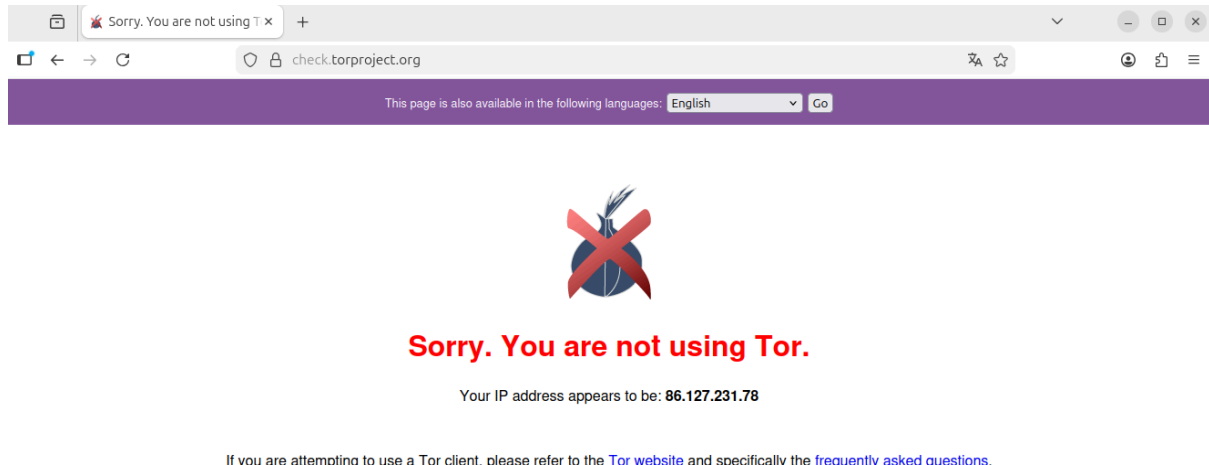 Sorry. You are not using T
check.torproject.org
This page is also available in the following languages: English Go
Sorry. You are not using Tor.
Your IP address appears to be: 86.127.231.78
If you are attempting to use a Tor client, please refer to the Tor website and specifically the frequently asked questions.